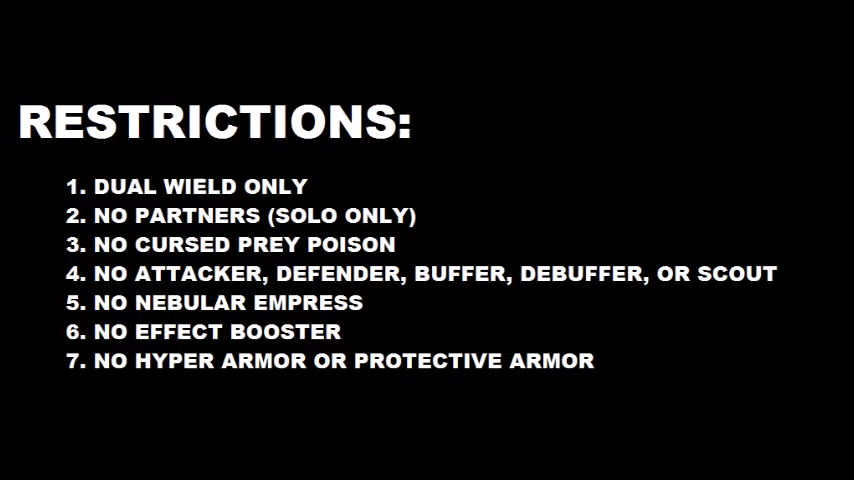 RESTRICTIONS:
1. DUAL WIELD ONLY
2. NO PARTNERS (SOLO ONLY)
3. NO CURSED PREY POISON
4. NO ATTACKER, DEFENDER, BUFFER, DEBUFFER, OR SCOUT
5. NO NEBULAR EMPRESS
6. NO EFFECT BOOSTER
7. NO HYPER ARMOR OR PROTECTIVE ARMOR